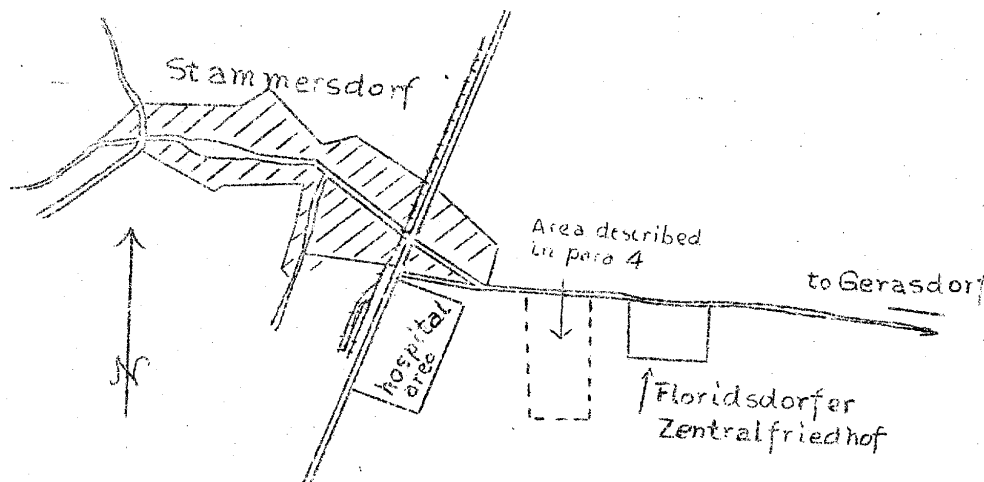 Stammersdorf
Area described
in para 4
to Gerasdorf
hospital
area
N
Floridsdorfer
Zentralfriedhof